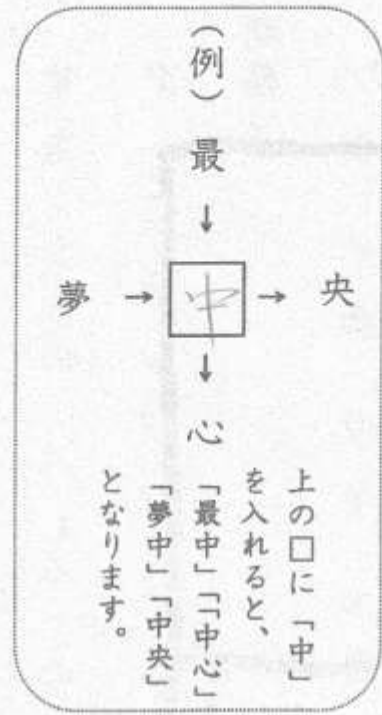 （例）
最
↓
夢→中→央
↓
心
上の□に「中」
を入れると、
「最中」「中心」
「夢中」「中央」
となります。